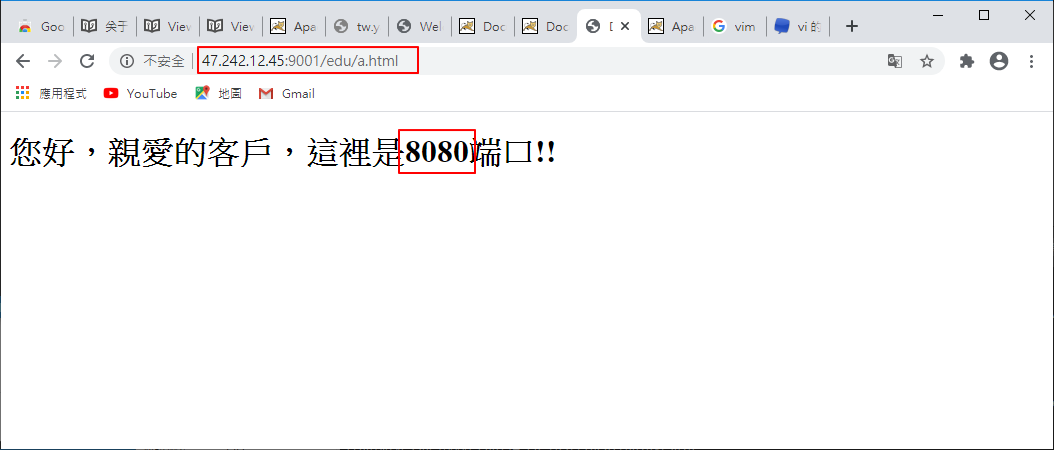 Goo 关于 View View Apa tw.y Wel Doc Doc D Apa vim vi 的
不安全 47.242.12.45:9001/edu/a.html
應用程式 YouTube 地圖 Gmail
您好，親愛的客戶，這裡是8080端口!!